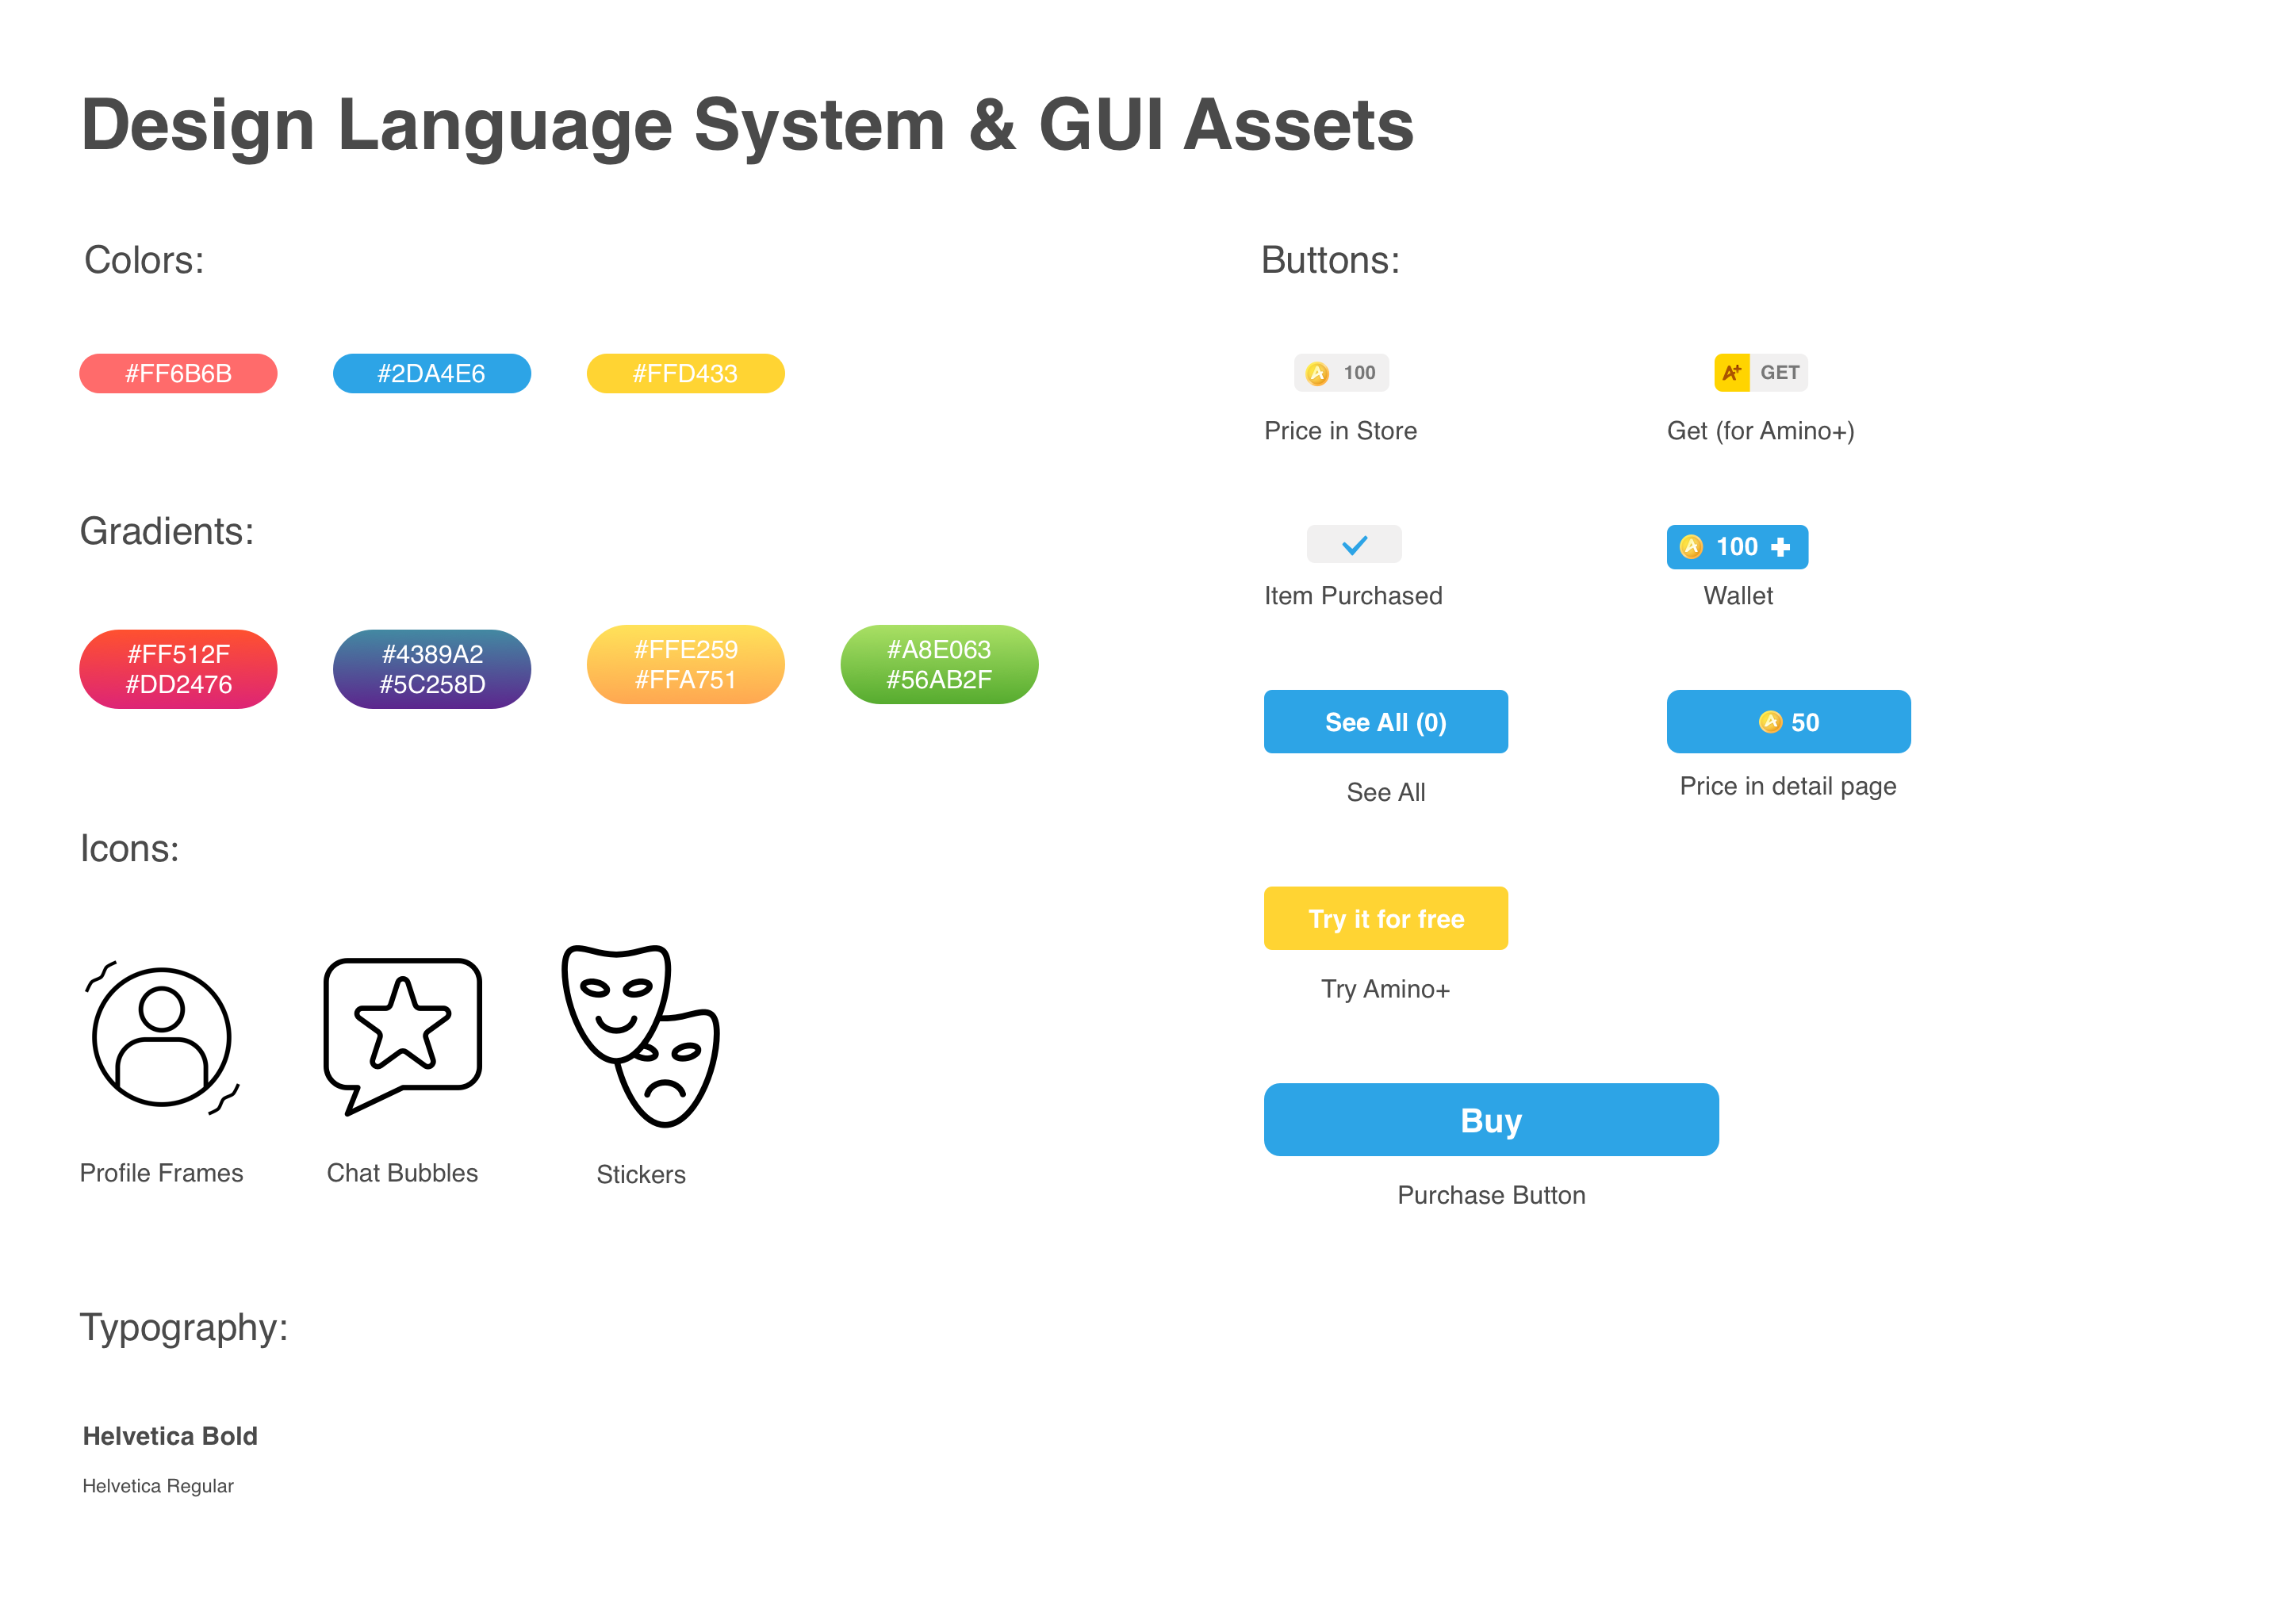 Design Language System & GUI Assets
Colors:
#FF6B6B
#2DA4E6
#FFD433
Gradients:
#FF512F
#DD2476
#4389A2
#5C258D
#FFE259
#FFA751
#A8E063
#56AB2F
Icons:
Profile Frames
Chat Bubbles
Stickers
Typography:
Helvetica Bold
Helvetica Regular
Buttons:
100
Price in Store
A+ GET
Get (for Amino+)
Item Purchased
100 +
Wallet
See All (0)
See All
50
Price in detail page
Try it for free
Try Amino+
Buy
Purchase Button